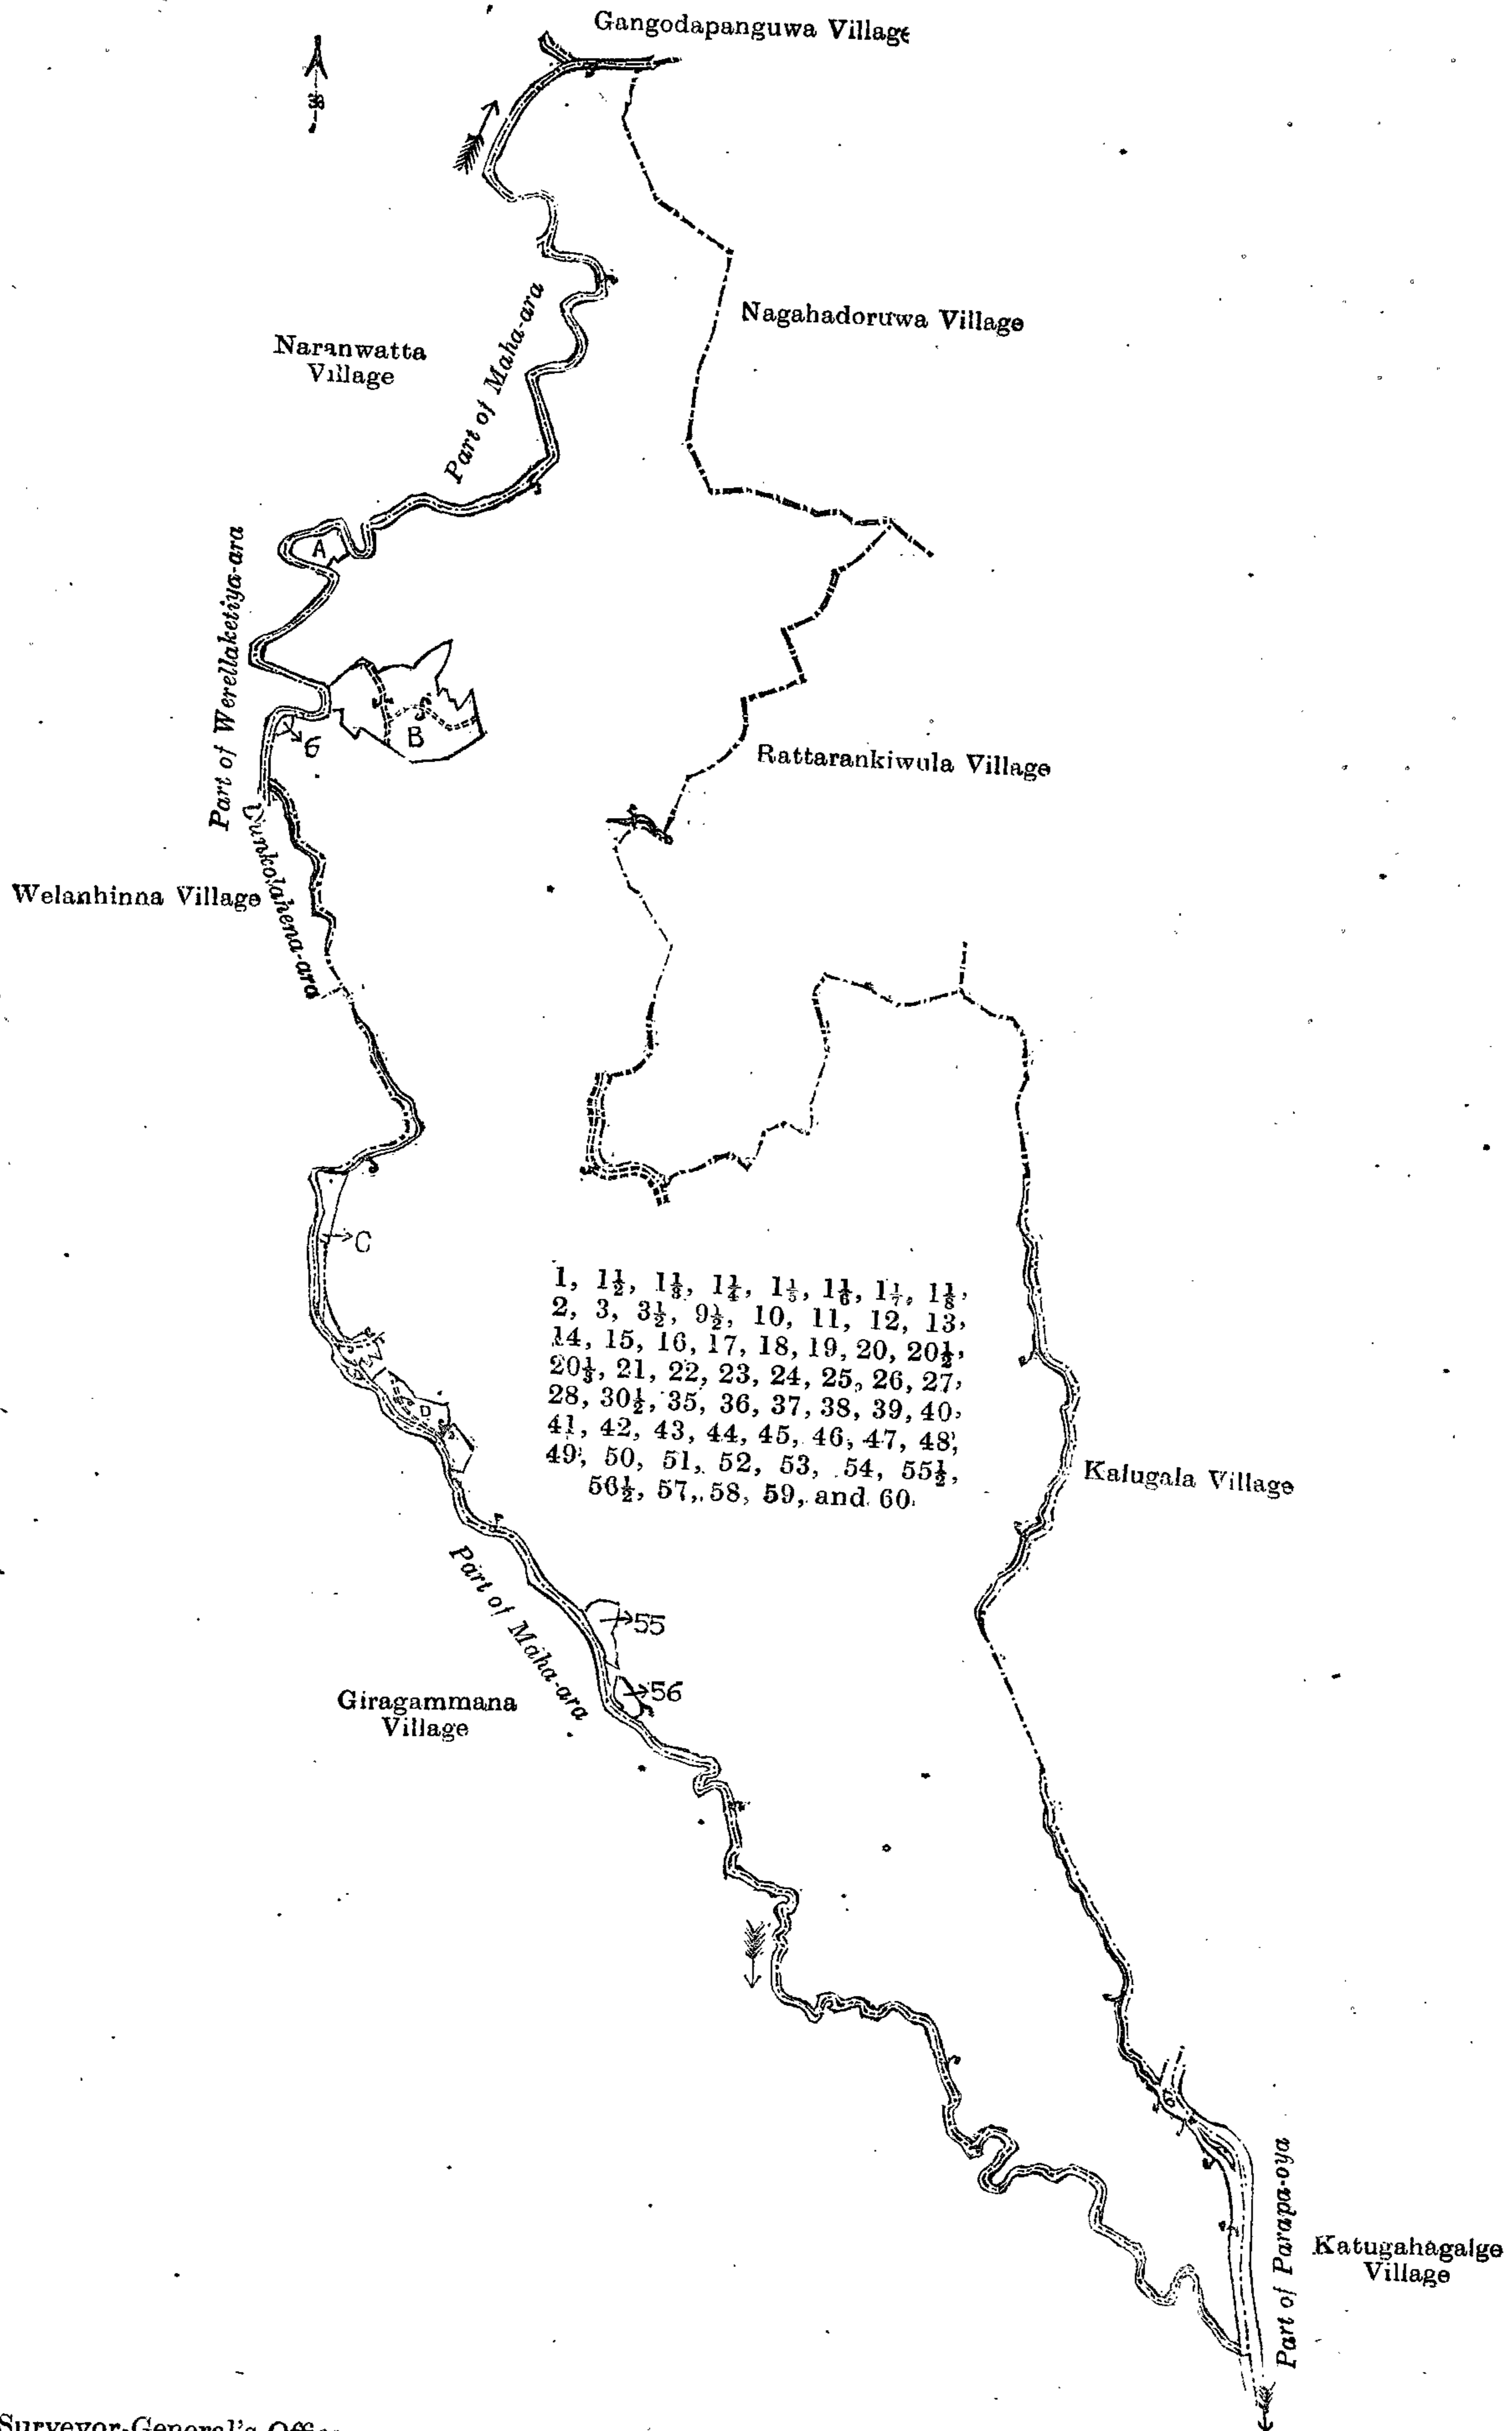 Gangodapanguwa Village
Nagahadoruwa Village
Naranwatta
Village
Part of Maha-ara
A
Part of Werellaketiya-ara
B
6
Rattarankiwula Village
Dunkolahena-ara
Welanhinna Village
C
1, 1½, 1⅓, 1¼, 1⅕, 1⅙, 1⅐, 1⅛,
2, 3, 3½, 9½, 10, 11, 12, 13,
14, 15, 16, 17, 18, 19, 20, 20½,
20⅓, 21, 22, 23, 24, 25, 26, 27,
28, 30½, 35, 36, 37, 38, 39, 40,
41, 42, 43, 44, 45, 46, 47, 48,
49, 50, 51, 52, 53, 54, 55½,
56½, 57, 58, 59, and 60.
D
Kalugala Village
Part of Maha-ara
55
56
Giragammana
Village
Part of Parapa-oya
Katugahagalge
Village
Surveyor-General's